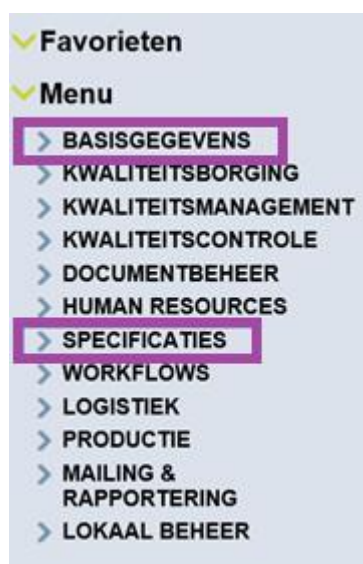 Favorieten
Menu
BASISGEGEVENS
KWALITEITSBORGING
KWALITEITSMANAGEMENT
KWALITEITSCONTROLE
DOCUMENTBEHEER
HUMAN RESOURCES
SPECIFICATIES
WORKFLOWS
LOGISTIEK
PRODUCTIE
MAILING &
RAPPORTERING
LOKAAL BEHEER